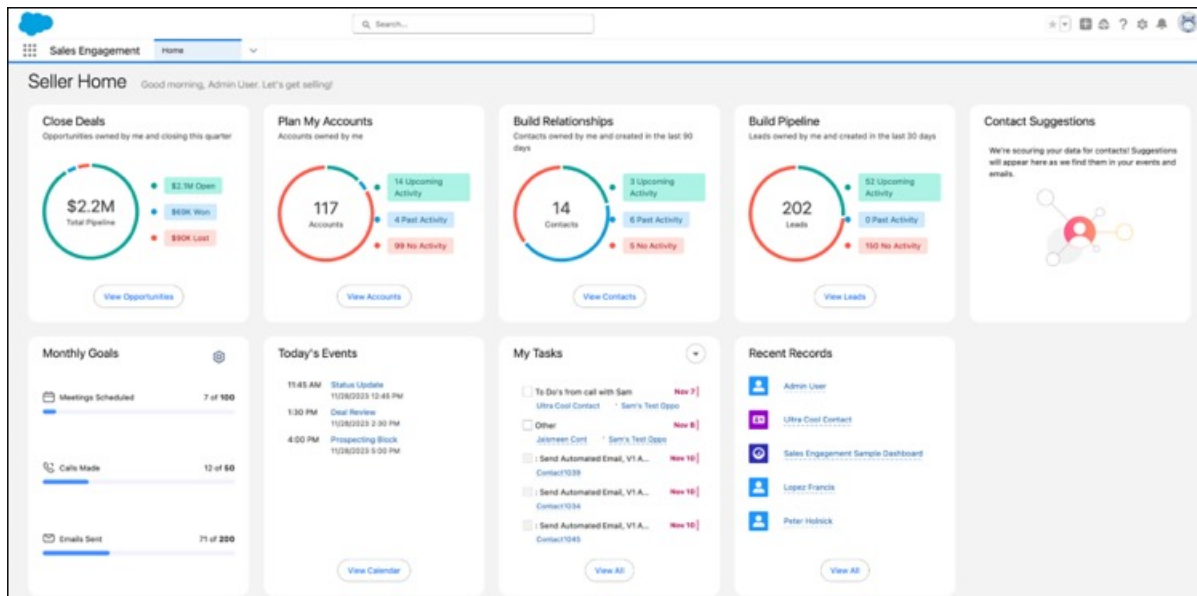 Search...
Sales Engagement
Home
Seller Home
Good morning, Admin User. Let's get selling!
Close Deals
Opportunities owned by me and closing this quarter
$2.2M
Total Pipeline
$2.1M Open
$69K Won
$90K Lost
View Opportunities
Plan My Accounts
Accounts owned by me
117
Accounts
14 Upcoming
Activity
4 Past Activity
99 No Activity
View Accounts
Build Relationships
Contacts owned by me and created in the last 90
days
14
Contacts
3 Upcoming
Activity
6 Past Activity
5 No Activity
View Contacts
Build Pipeline
Leads owned by me and created in the last 30 days
202
Leads
52 Upcoming
Activity
0 Past Activity
150 No Activity
View Leads
Contact Suggestions
We're scouring your data for contacts! Suggestions
will appear here as we find them in your events and
emails.
Monthly Goals
Meetings Scheduled 7 of 100
Calls Made 12 of 50
Emails Sent 71 of 200
Today's Events
11:45 AM Status Update
11/28/2023 12:45 PM
1:30 PM Deal Review
11/28/2023 2:30 PM
4:00 PM Prospecting Block
11/28/2023 5:00 PM
View Calendar
My Tasks
To Do's from call with Sam Nov 7
Ultra Cool Contact • Sam's Test Oppo
Other Nov 8
Jaismeen Cont • Sam's Test Oppo
: Send Automated Email, V1 A... Nov 10
Contact1039
: Send Automated Email, V1 A... Nov 10
Contact1034
: Send Automated Email, V1 A... Nov 10
Contact1045
View All
Recent Records
Admin User
Ultra Cool Contact
Sales Engagement Sample Dashboard
Lopez Francis
Peter Holnick
View All